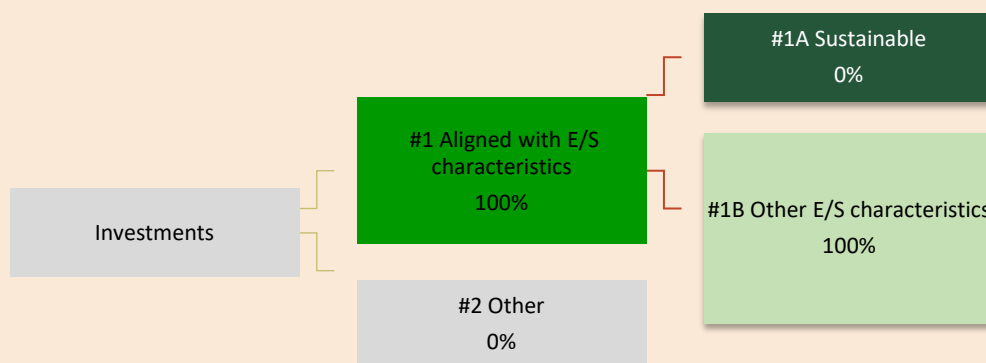 #1A Sustainable
0%
#1 Aligned with E/S
characteristics
100%
Investments
#1B Other E/S characteristics
100%
#2 Other
0%